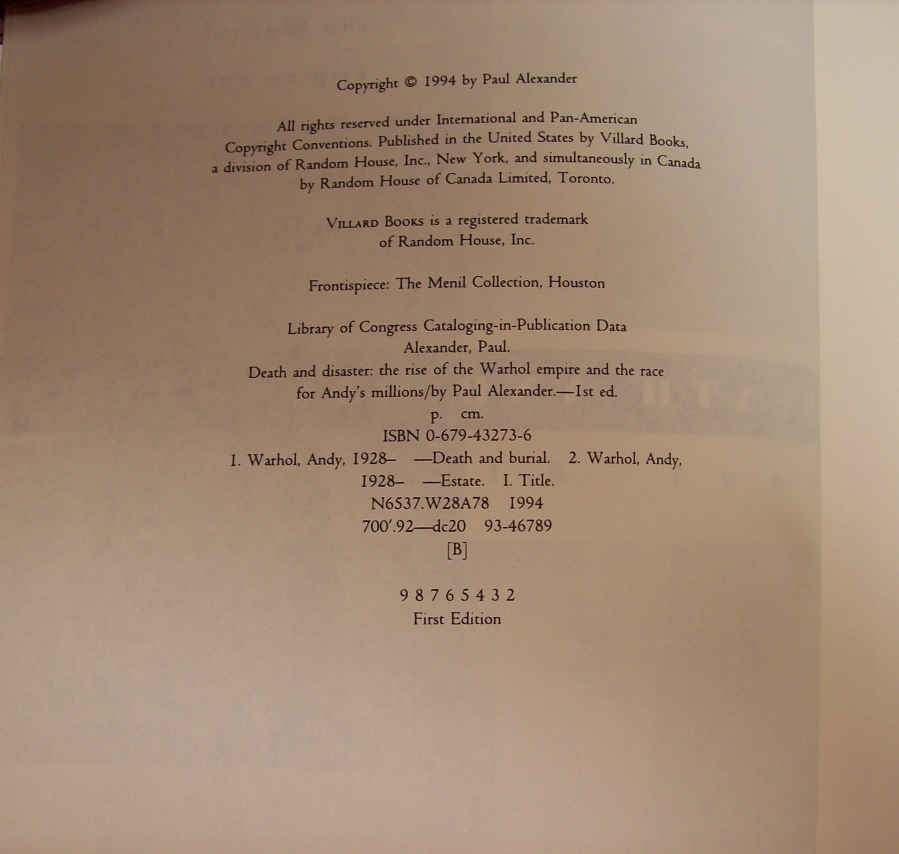 Copyright © 1994 by Paul Alexander
All rights reserved under International and Pan-American
Copyright Conventions. Published in the United States by Villard Books,
a division of Random House, Inc., New York, and simultaneously in Canada
by Random House of Canada Limited, Toronto.
VILLARD BOOKS is a registered trademark
of Random House, Inc.
Frontispiece: The Menil Collection, Houston
Library of Congress Cataloging-in-Publication Data
Alexander, Paul.
Death and disaster: the rise of the Warhol empire and the race
for Andy's millions/by Paul Alexander.—1st ed.
p. cm.
ISBN 0-679-43273-6
1. Warhol, Andy, 1928– —Death and burial. 2. Warhol, Andy,
1928– —Estate. I. Title.
N6537.W28A78 1994
700'.92—dc20 93-46789
[B]
9 8 7 6 5 4 3 2
First Edition